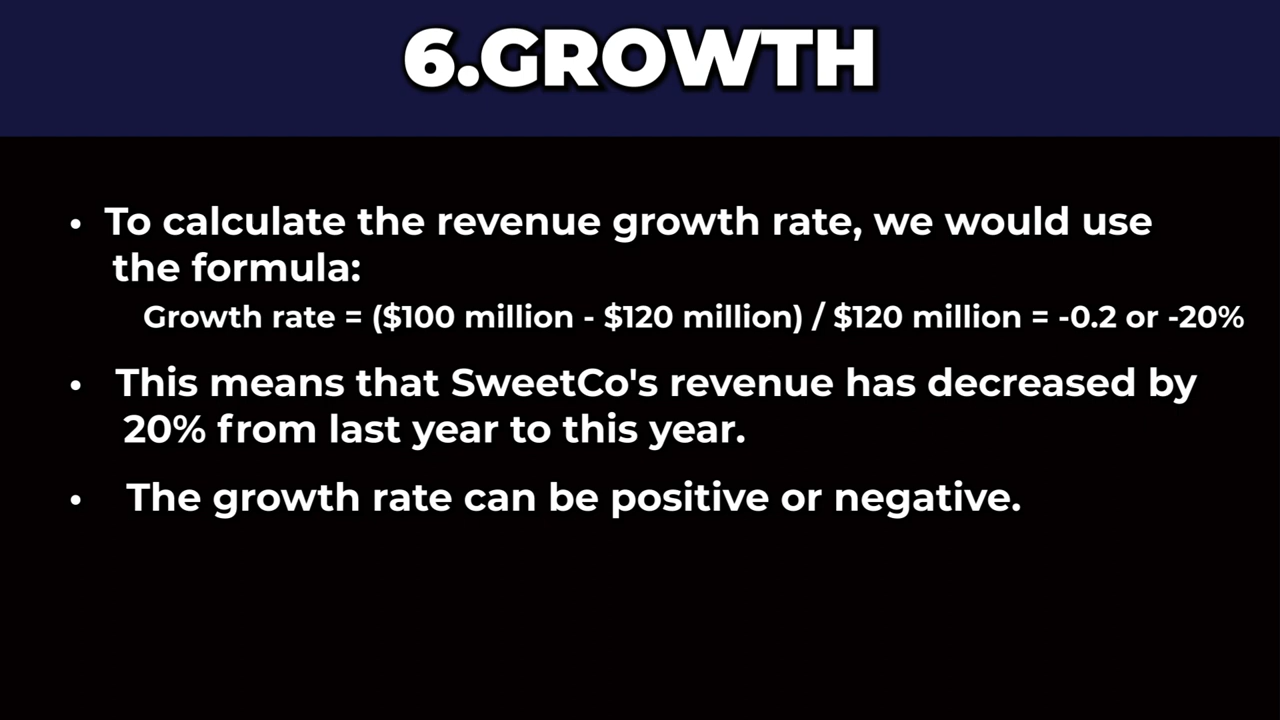 6.GROWTH
• To calculate the revenue growth rate, we would use
the formula:
Growth rate = ($100 million - $120 million) / $120 million = -0.2 or -20%
• This means that SweetCo's revenue has decreased by
20% from last year to this year.
• The growth rate can be positive or negative.